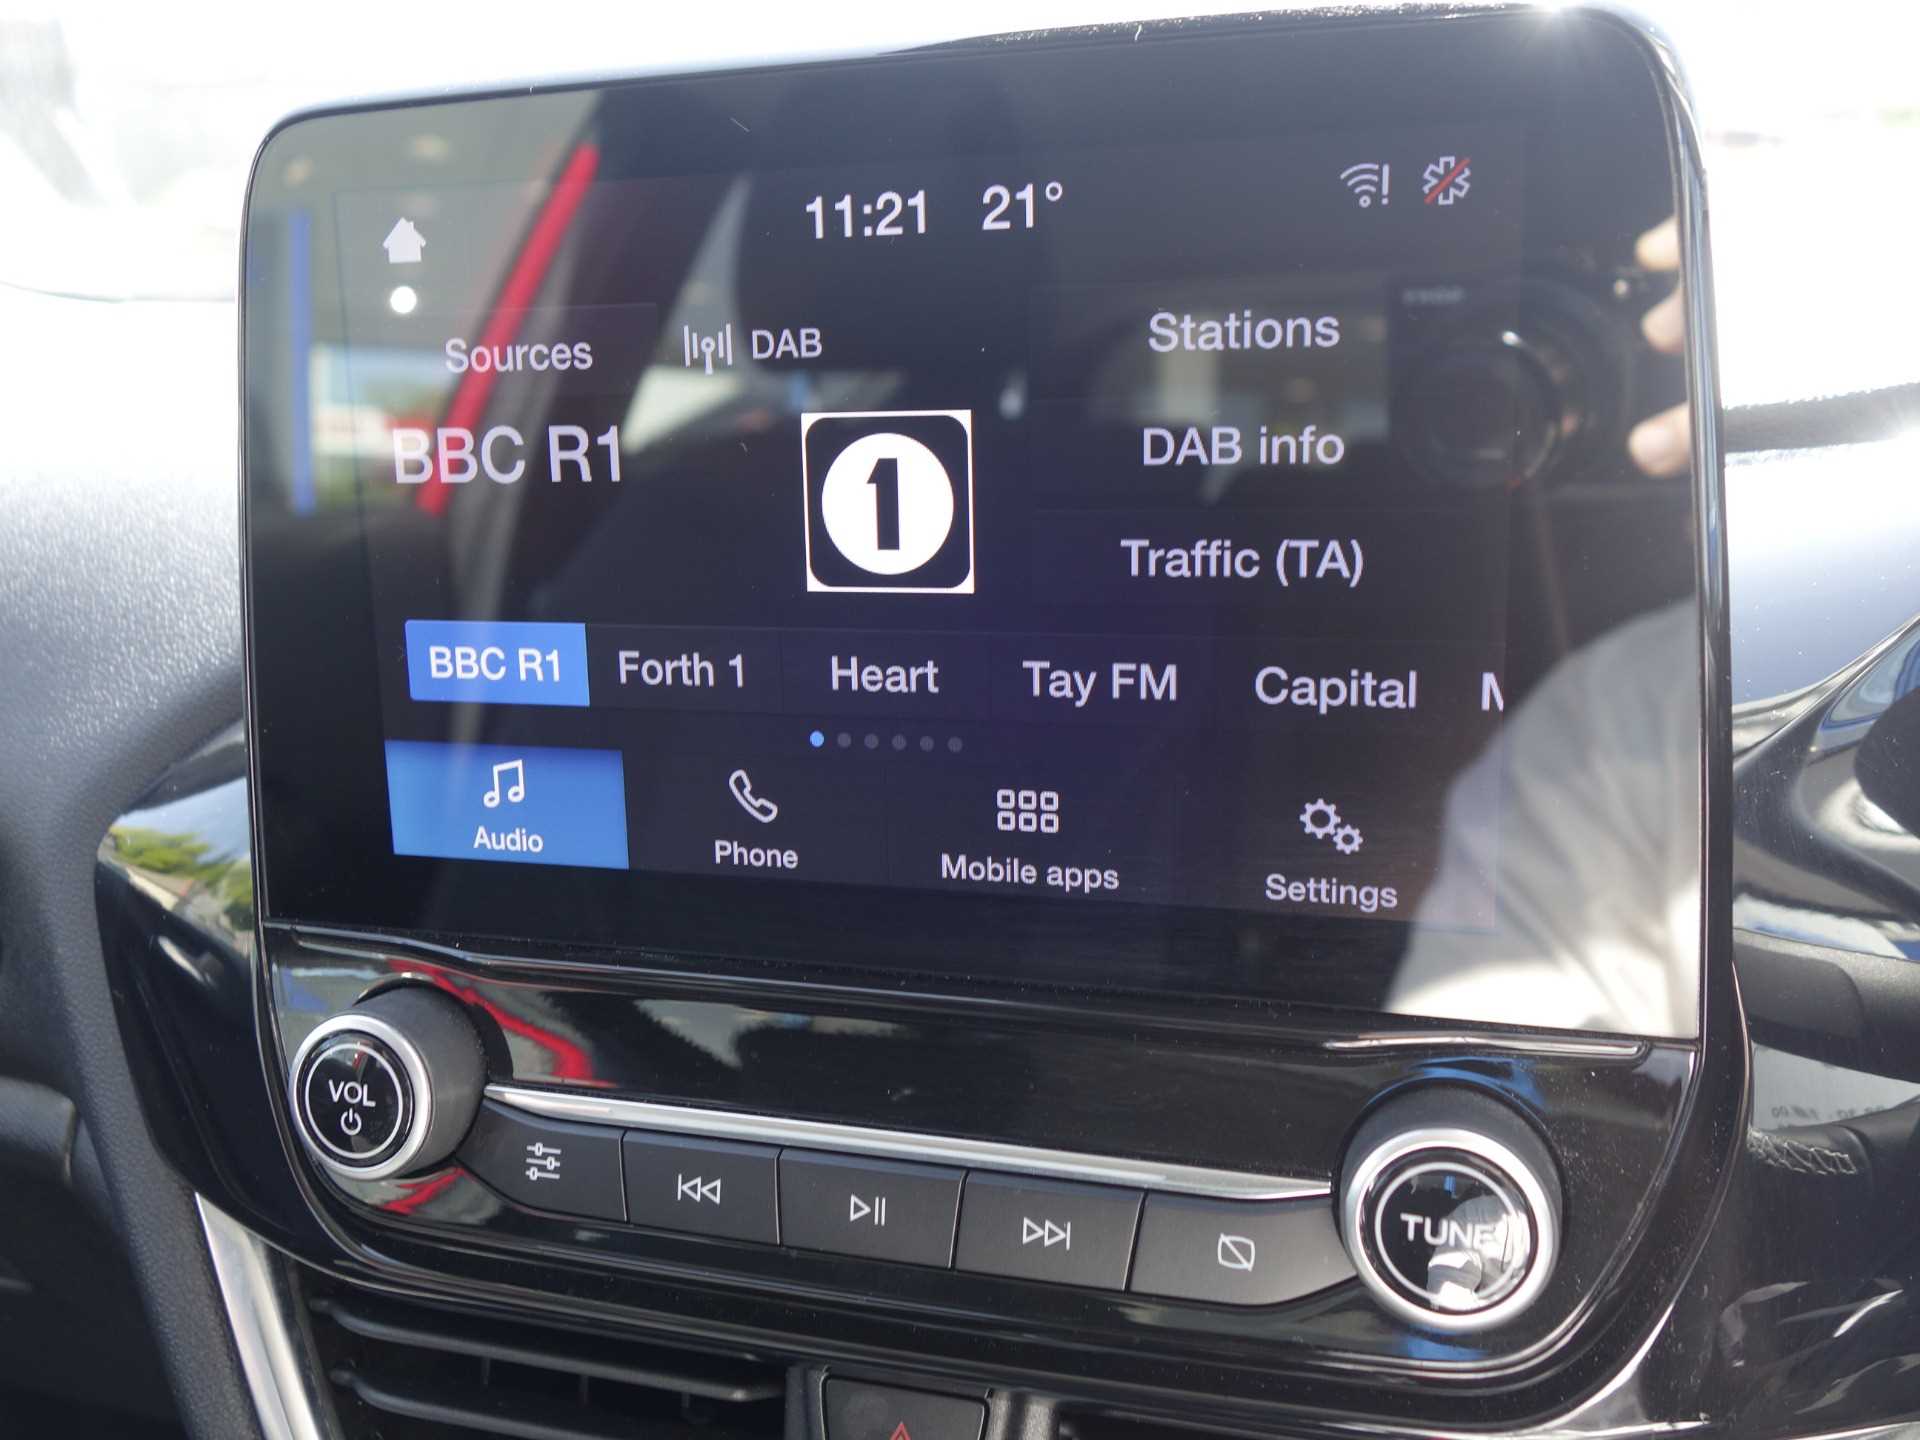 11:21 21°
Sources DAB Stations
BBC R1
1
DAB info
Traffic (TA)
BBC R1 Forth 1 Heart Tay FM Capital
Audio Phone Mobile apps Settings
VOL
TUNE